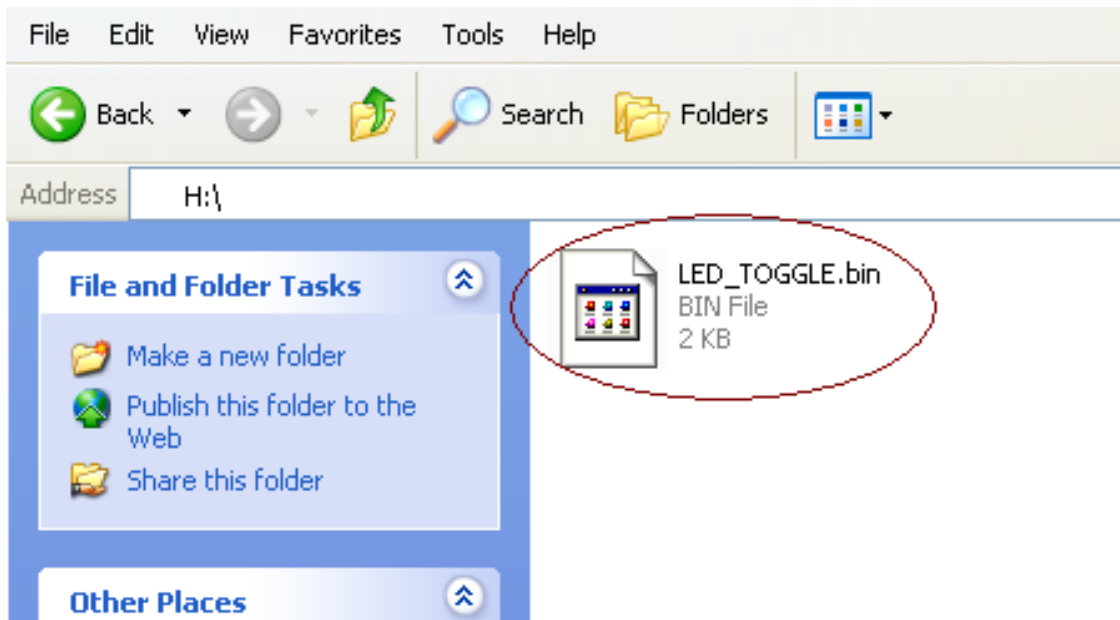 File Edit View Favorites Tools Help
Back Search Folders
Address H:\
File and Folder Tasks
Make a new folder
Publish this folder to the
Web
Share this folder
Other Places
LED_TOGGLE.bin
BIN File
2 KB